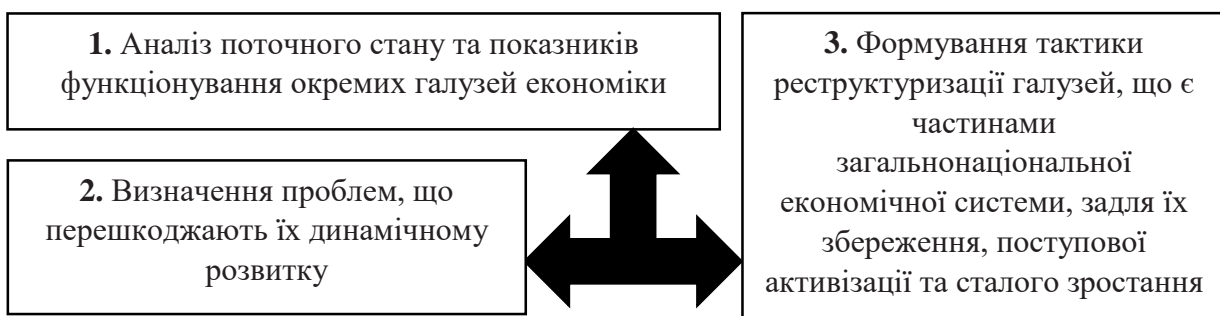 1. Аналіз поточного стану та показників
функціонування окремих галузей економіки
2. Визначення проблем, що
перешкоджають їх динамічному
розвитку
3. Формування тактики
реструктуризації галузей, що є
частинами
загальнонаціональної
економічної системи, задля їх
збереження, поступової
активізації та сталого зростання